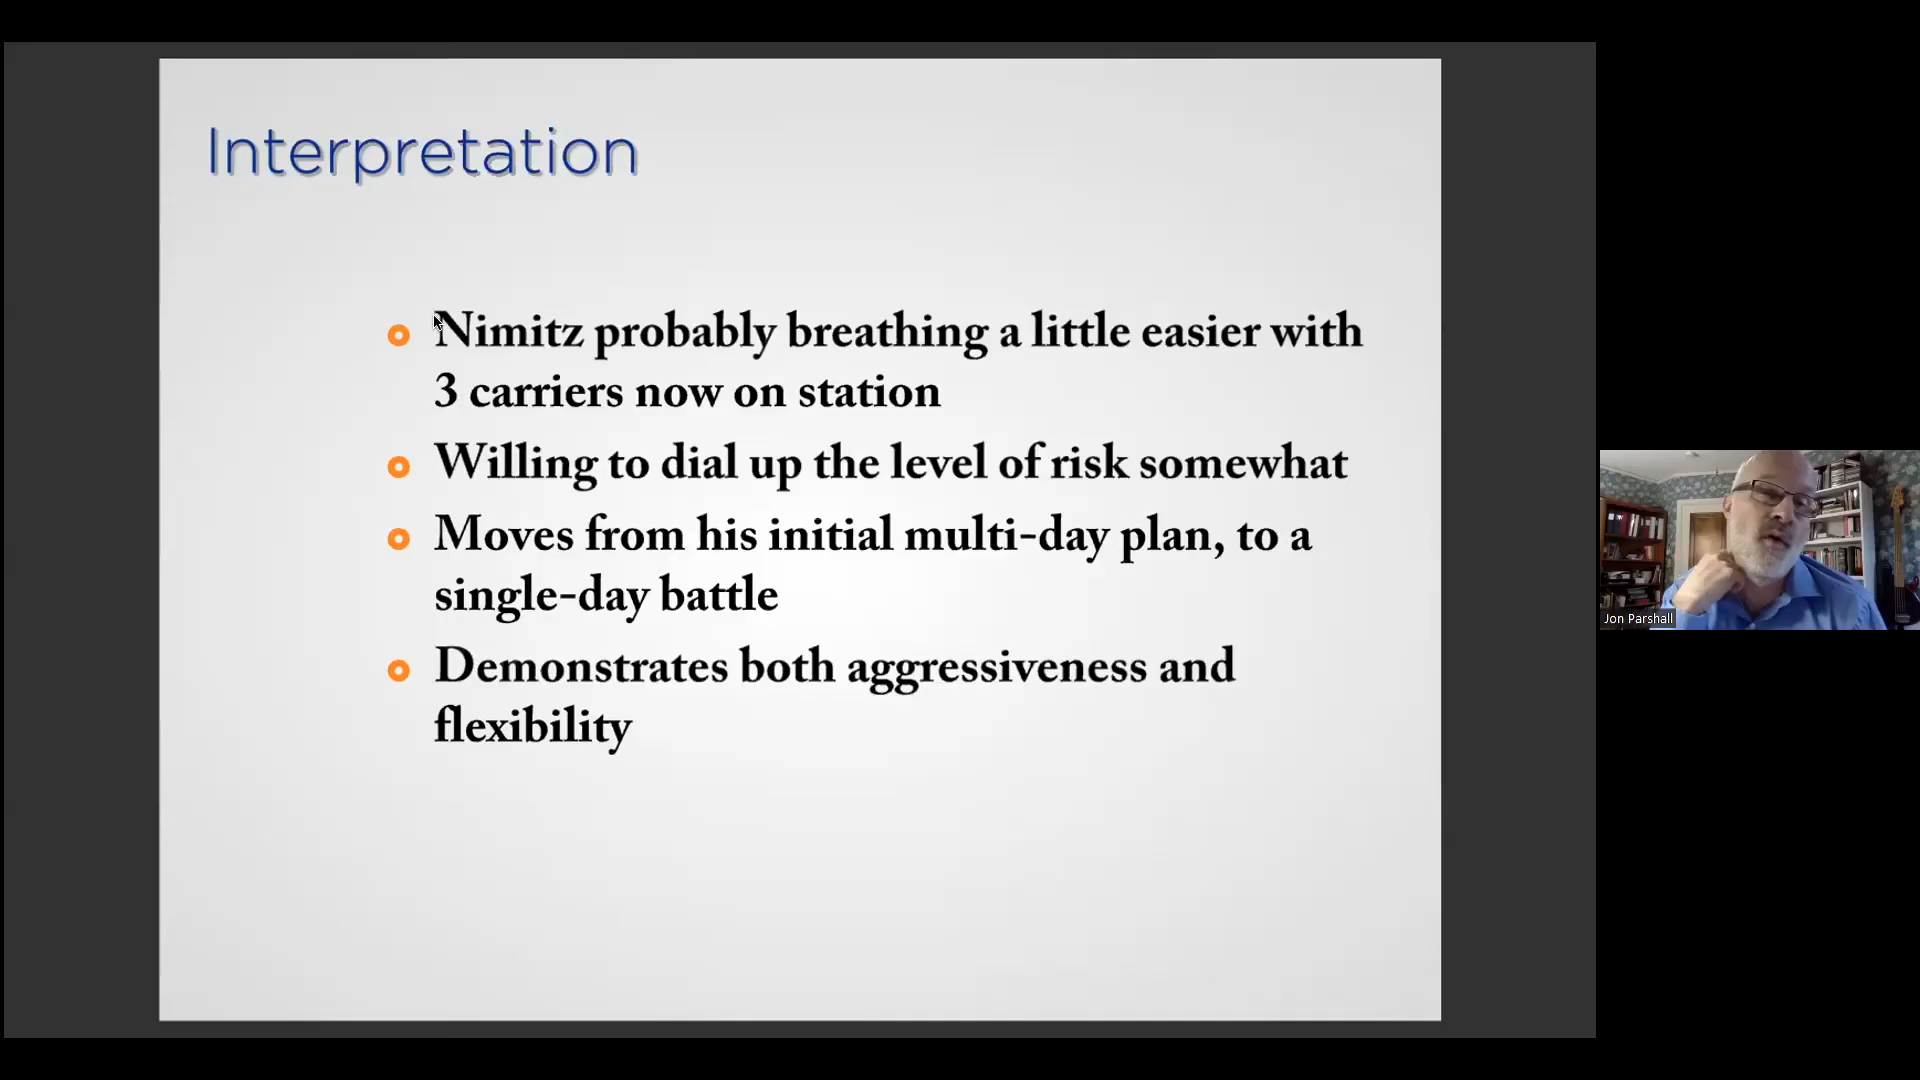 Interpretation
Nimitz probably breathing a little easier with
3 carriers now on station
Willing to dial up the level of risk somewhat
Moves from his initial multi-day plan, to a
single-day battle
Demonstrates both aggressiveness and
flexibility
Jon Parshall